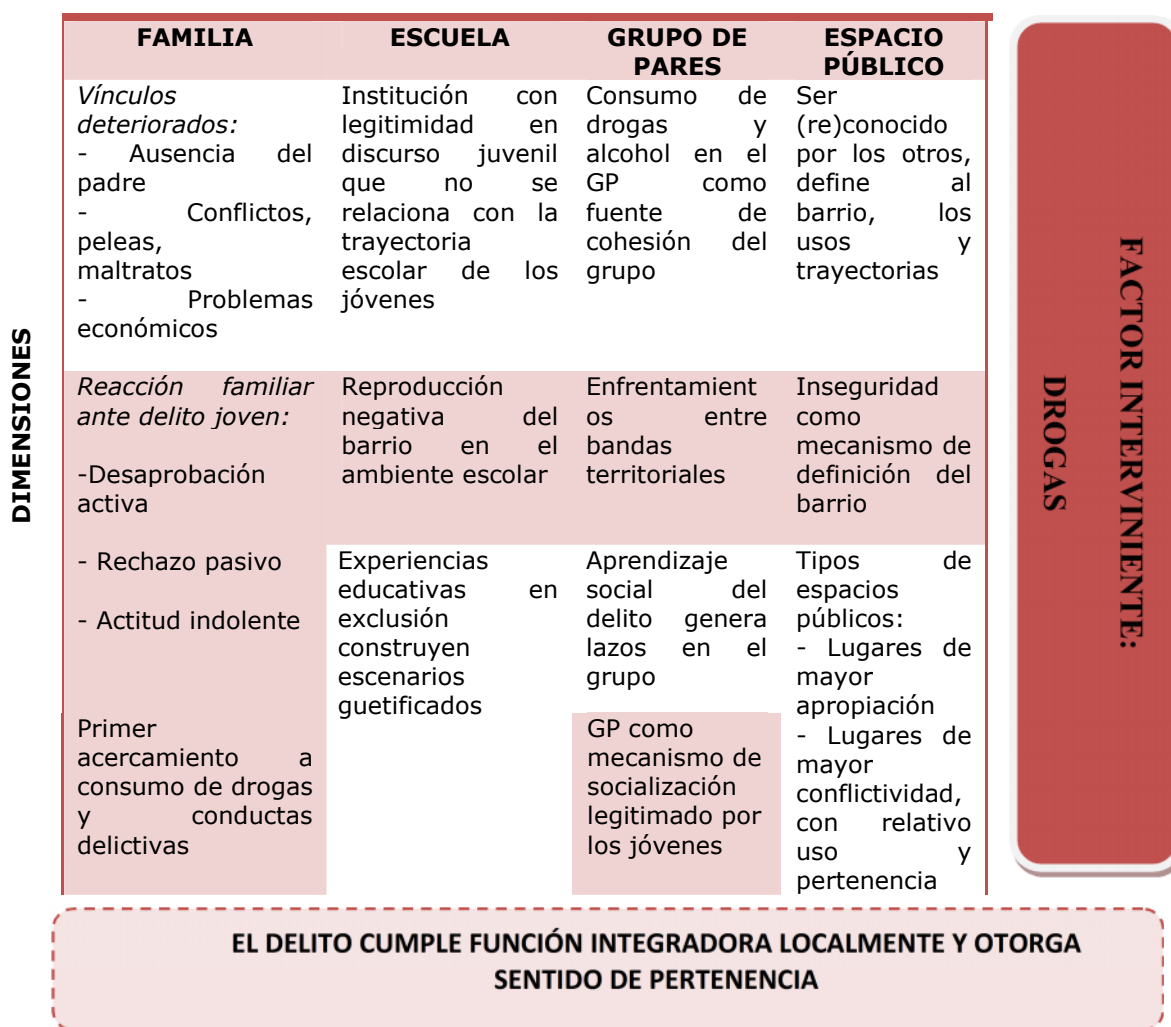 FAMILIA
Vínculos
deteriorados:
- Ausencia del
padre
- Conflictos,
peleas,
maltratos
- Problemas
económicos
Reacción familiar
ante delito joven:
-Desaprobación
activa
- Rechazo pasivo
- Actitud indolente
Primer
acercamiento a
consumo de drogas
y conductas
delictivas
ESCUELA
Institución con
legitimidad en
discurso juvenil
que no se
relaciona con la
trayectoria
escolar de los
jóvenes
Reproducción
negativa del
barrio en el
ambiente escolar
Experiencias
educativas en
exclusión
construyen
escenarios
guetificados
GRUPO DE
PARES
Consumo de
drogas y
alcohol en el
GP como
fuente de
cohesión del
grupo
Enfrentamient
os entre
bandas
territoriales
Aprendizaje
social del
delito genera
lazos en el
grupo
GP como
mecanismo de
socialización
legitimado por
los jóvenes
ESPACIO
PÚBLICO
Ser
(re)conocido
por los otros,
define al
barrio, los
usos y
trayectorias
Inseguridad
como
mecanismo de
definición del
barrio
Tipos de
espacios
públicos:
- Lugares de
mayor
apropiación
- Lugares de
mayor
conflictividad,
con relativo
uso y
pertenencia
DIMENSIONES
FACTOR INTERVINIENTE:
DROGAS
EL DELITO CUMPLE FUNCIÓN INTEGRADORA LOCALMENTE Y OTORGA
SENTIDO DE PERTENENCIA